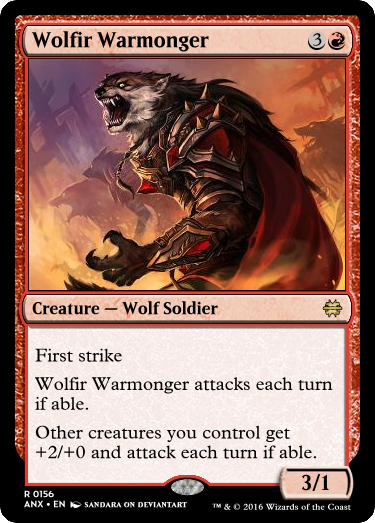 Wolfir Warmonger 3
Creature — Wolf Soldier
First strike
Wolfir Warmonger attacks each turn
if able.
Other creatures you control get
+2/+0 and attack each turn if able.
3/1
R 0156
ANX • EN SANDARA ON DEVIANTART ™ & © 2016 Wizards of the Coast